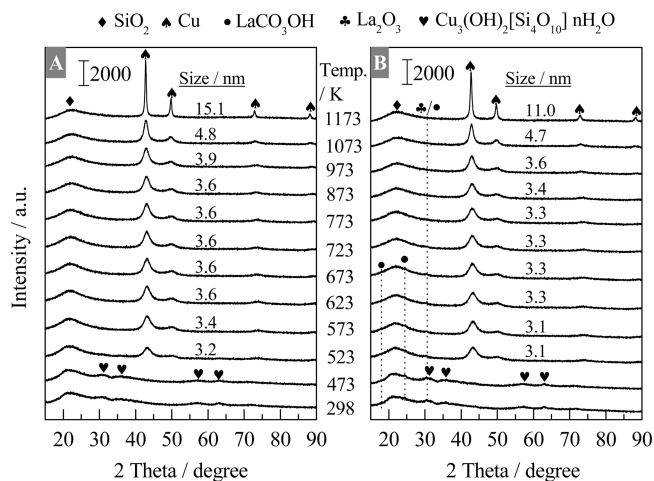 ♦ SiO2 ♠ Cu ● LaCO3OH ♣ La2O3 ♥ Cu3(OH)2[Si4O10] nH2O
A
2000
Size / nm
15.1
4.8
3.9
3.6
3.6
3.6
3.6
3.6
3.4
3.2
Temp.
/ K
1173
1073
973
873
773
723
673
623
573
523
473
298
B
2000
Size / nm
♣/●
11.0
4.7
3.6
3.4
3.3
3.3
3.3
3.3
3.1
3.1
Intensity / a.u.
20 30 40 50 60 70 80 90
20 30 40 50 60 70 80 90
2 Theta / degree
2 Theta / degree